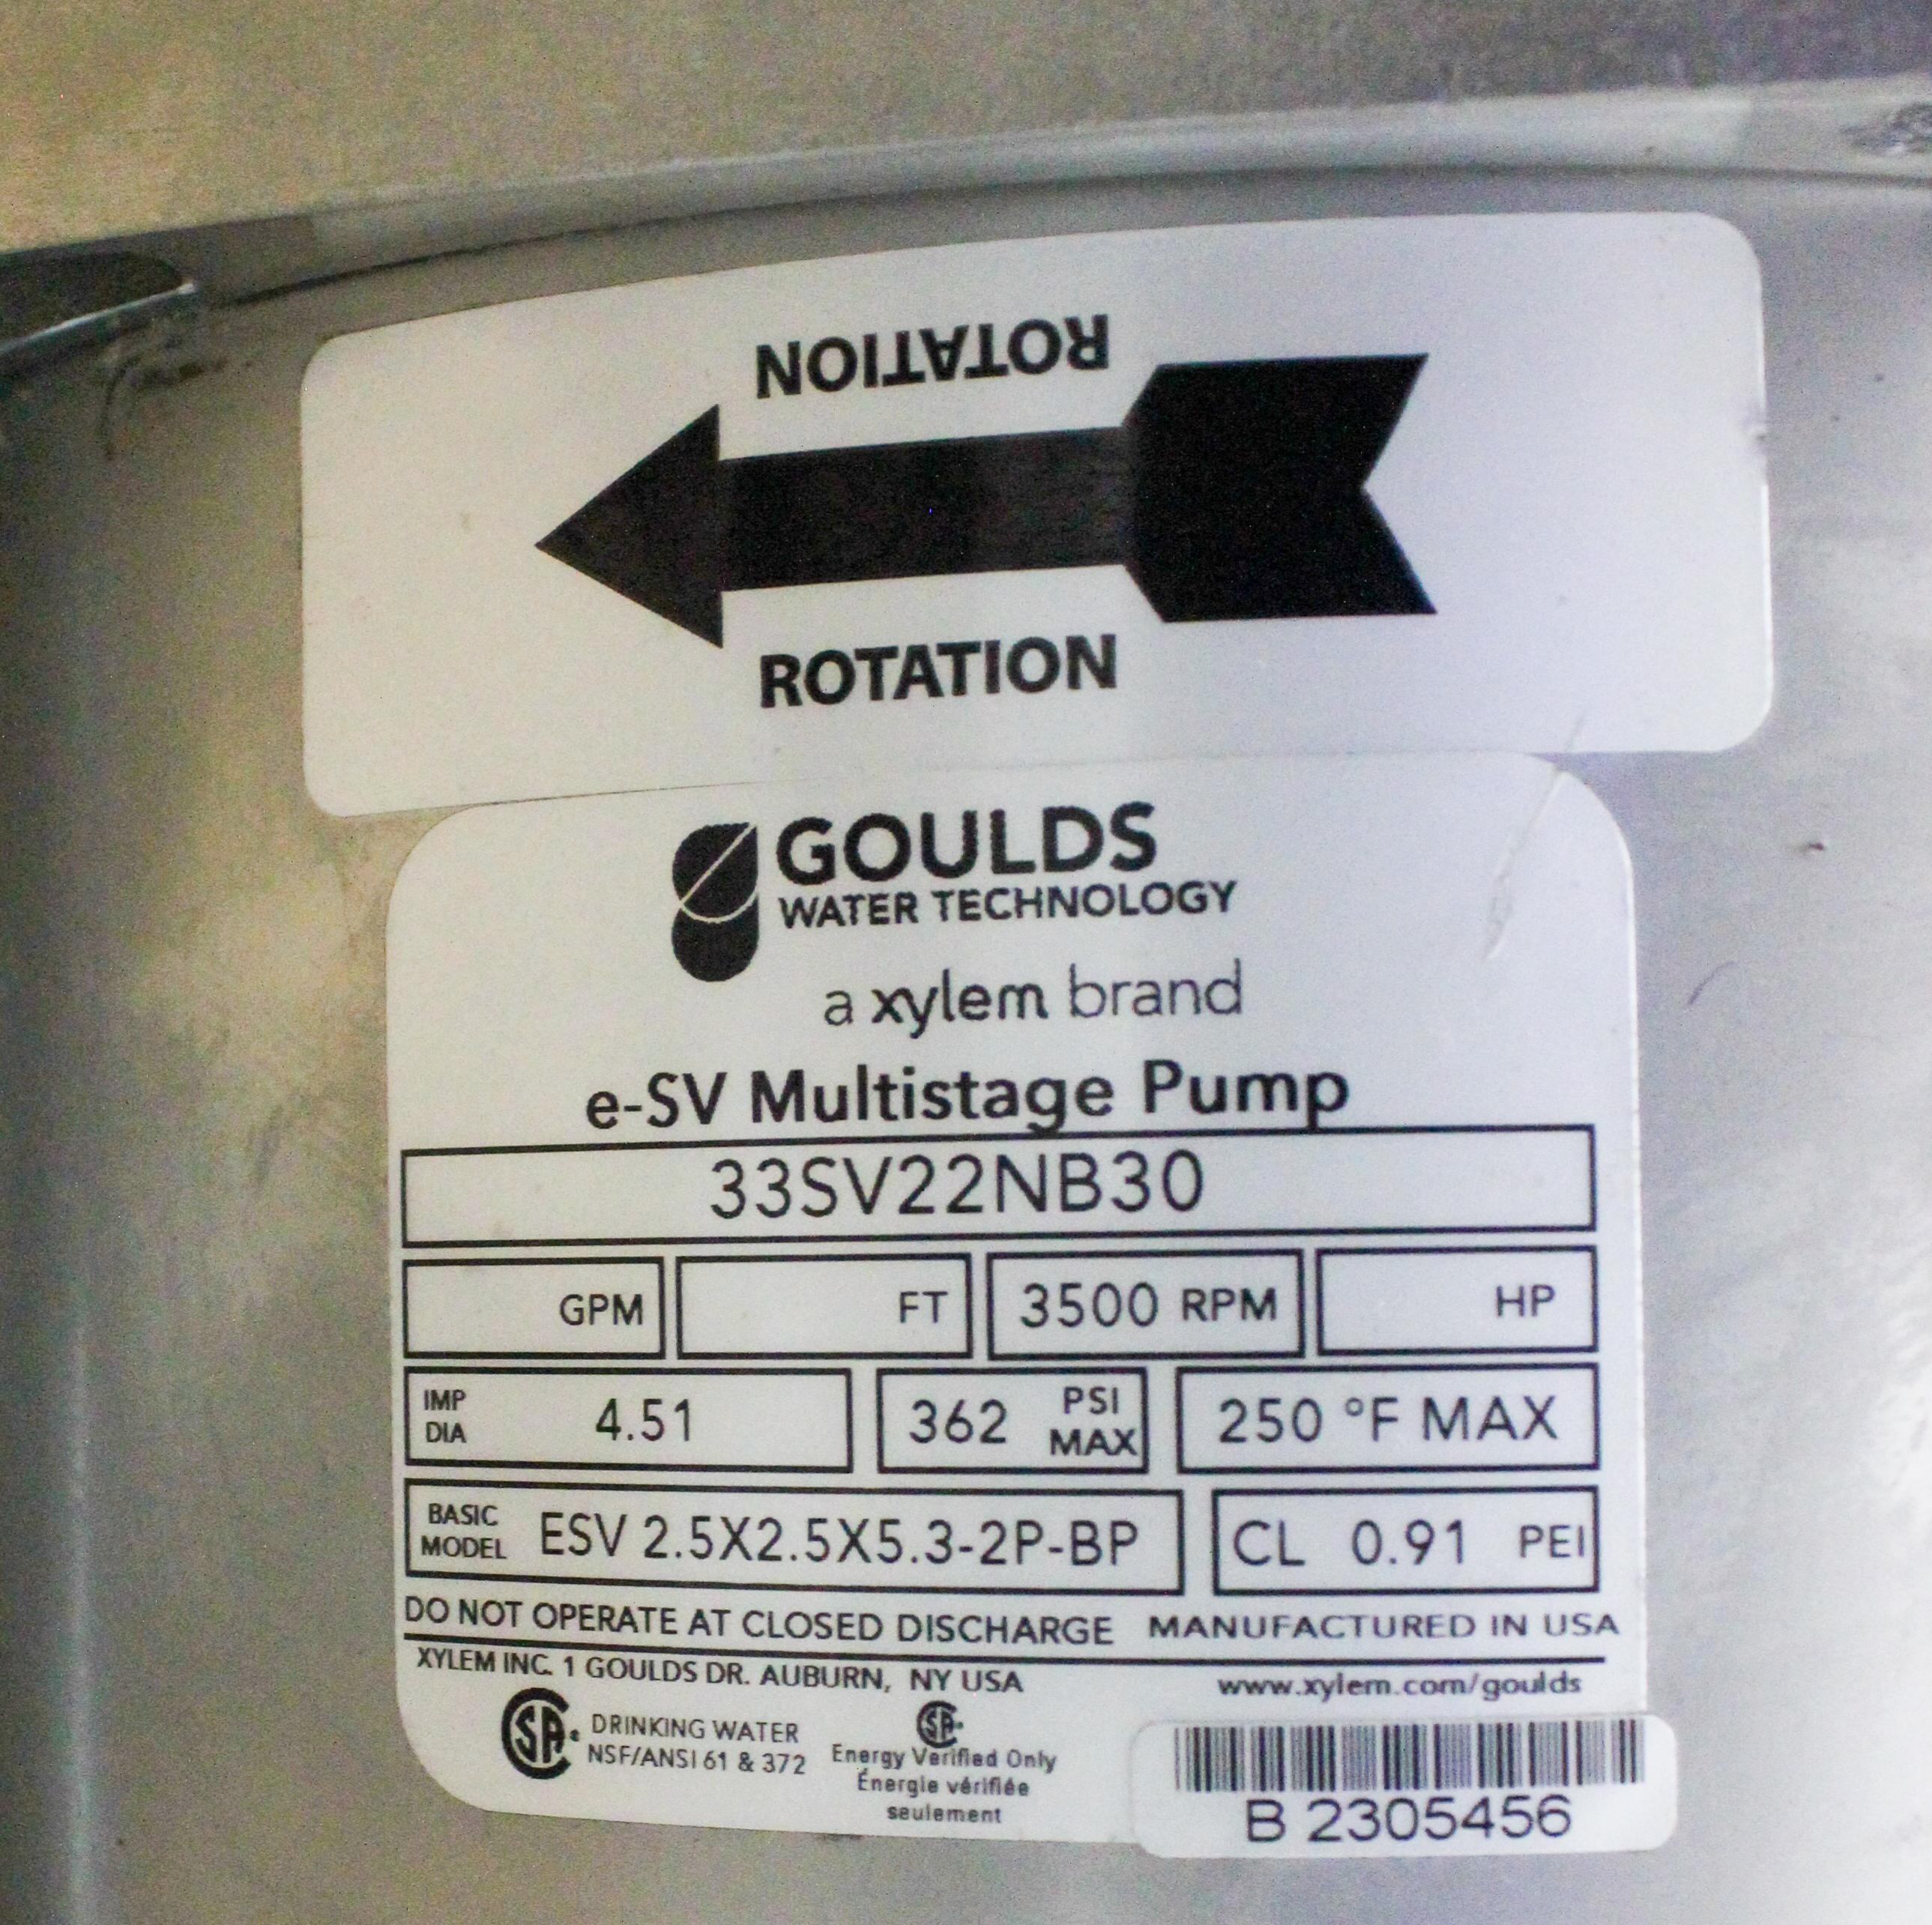 ROTATION
ROTATION
GOULDS
WATER TECHNOLOGY
a xylem brand
e-SV Multistage Pump
33SV22NB30
GPM FT 3500 RPM HP
IMP DIA 4.51 362 PSI MAX 250 °F MAX
BASIC MODEL ESV 2.5X2.5X5.3-2P-BP CL 0.91 PEI
DO NOT OPERATE AT CLOSED DISCHARGE MANUFACTURED IN USA
XYLEM INC. 1 GOULDS DR. AUBURN, NY USA www.xylem.com/goulds
SA® DRINKING WATER
NSF/ANSI 61 & 372
SA®
Energy Verified Only
Énergie vérifiée
seulement
B 2305456